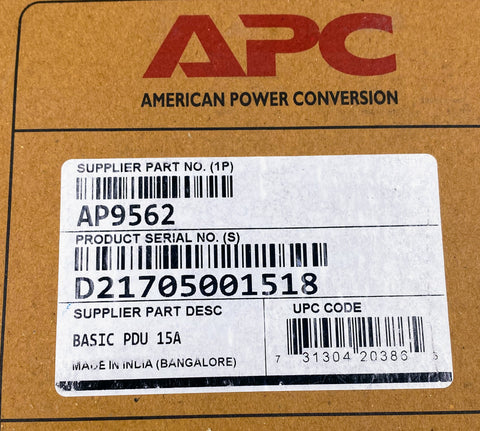 APC
AMERICAN POWER CONVERSION
SUPPLIER PART NO. (1P)
AP9562
PRODUCT SERIAL NO. (S)
D21705001518
SUPPLIER PART DESC
BASIC PDU 15A
MADE IN INDIA (BANGALORE)
UPC CODE
7 31304 20386